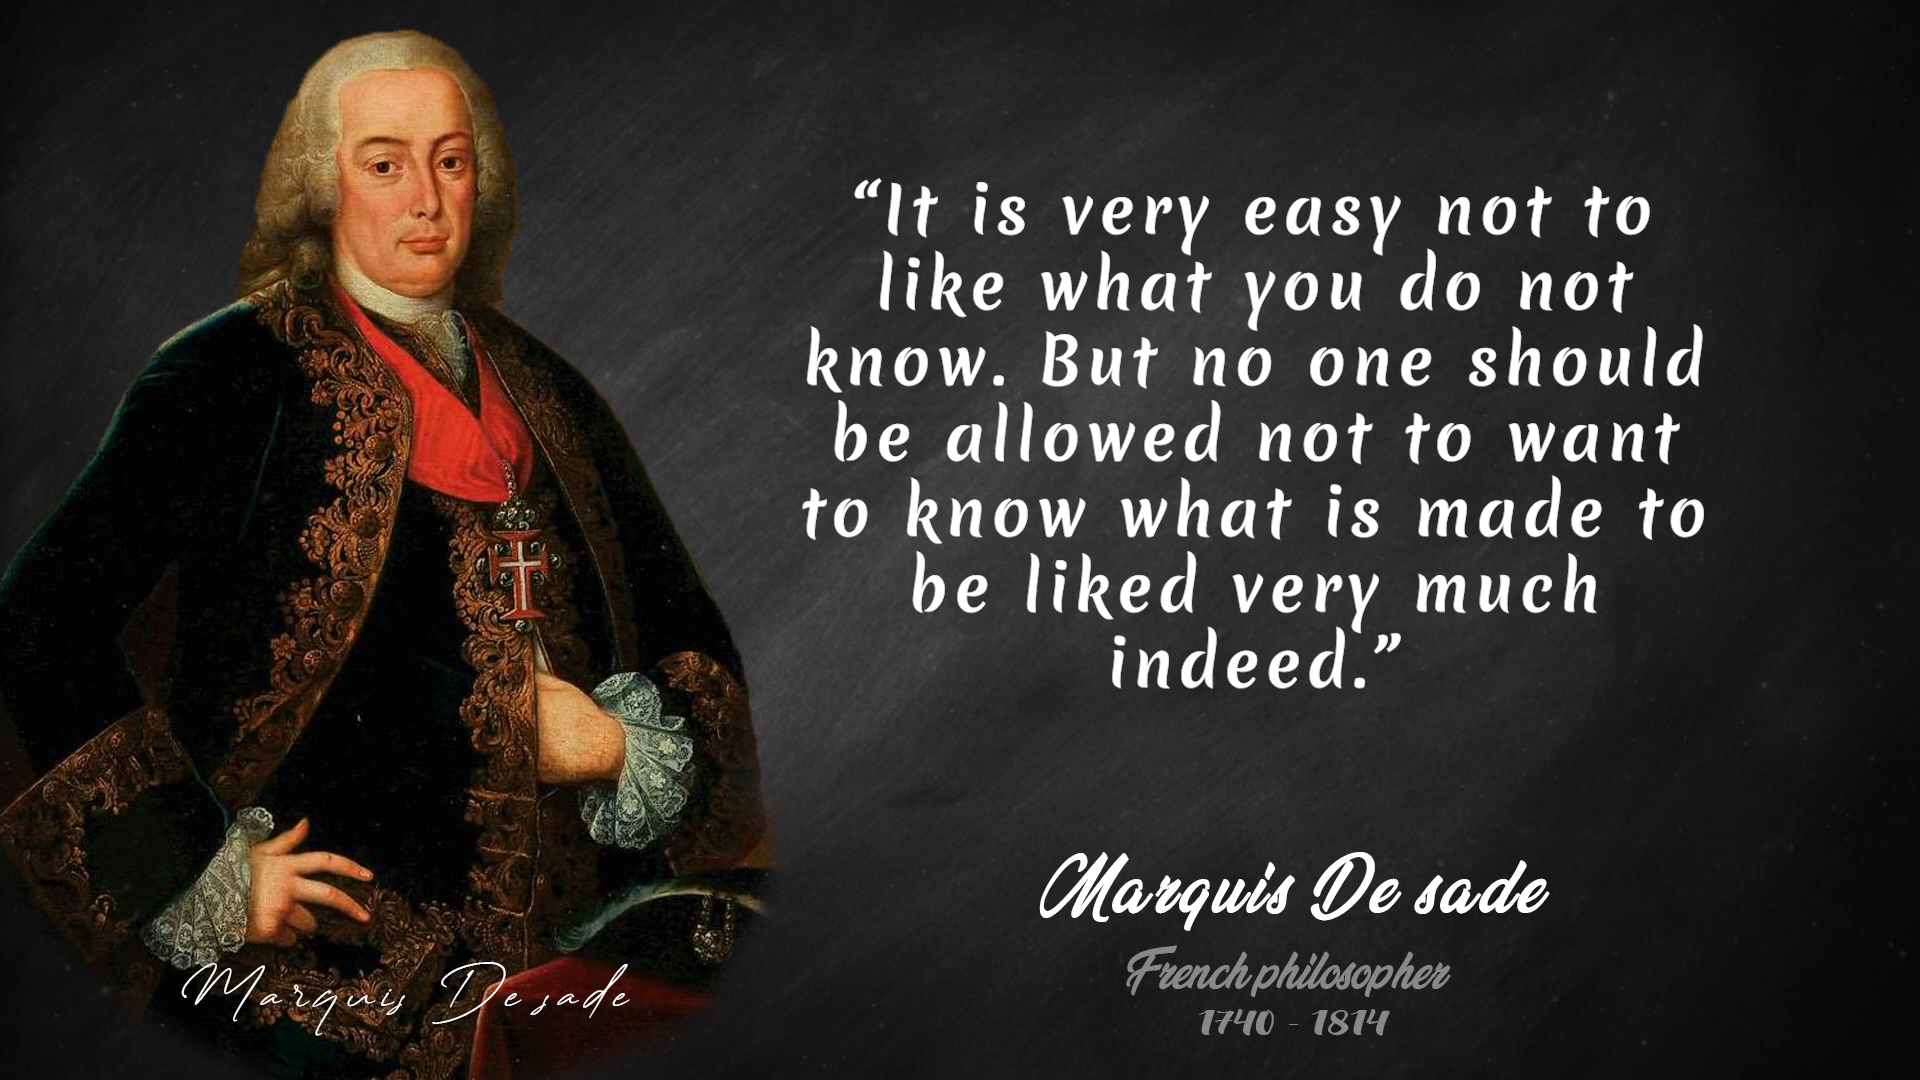 “It is very easy not to
like what you do not
know. But no one should
be allowed not to want
to know what is made to
be liked very much
indeed.”
Marquis De sade
French philosopher
1740 - 1814
Marquis De sade